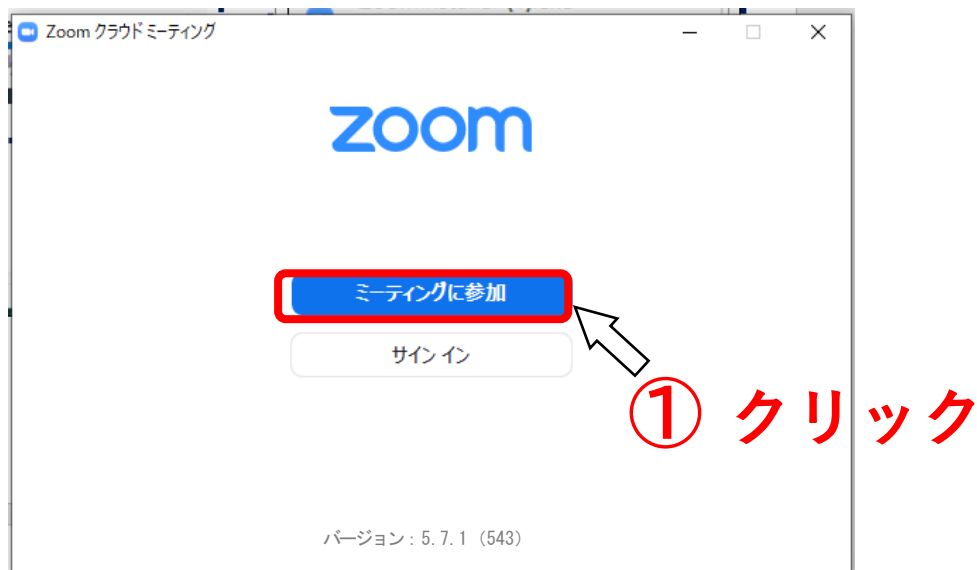 Zoom クラウド ミーティング
zoom
ミーティングに参加
サイン イン
① クリック
バージョン : 5.7.1 (543)